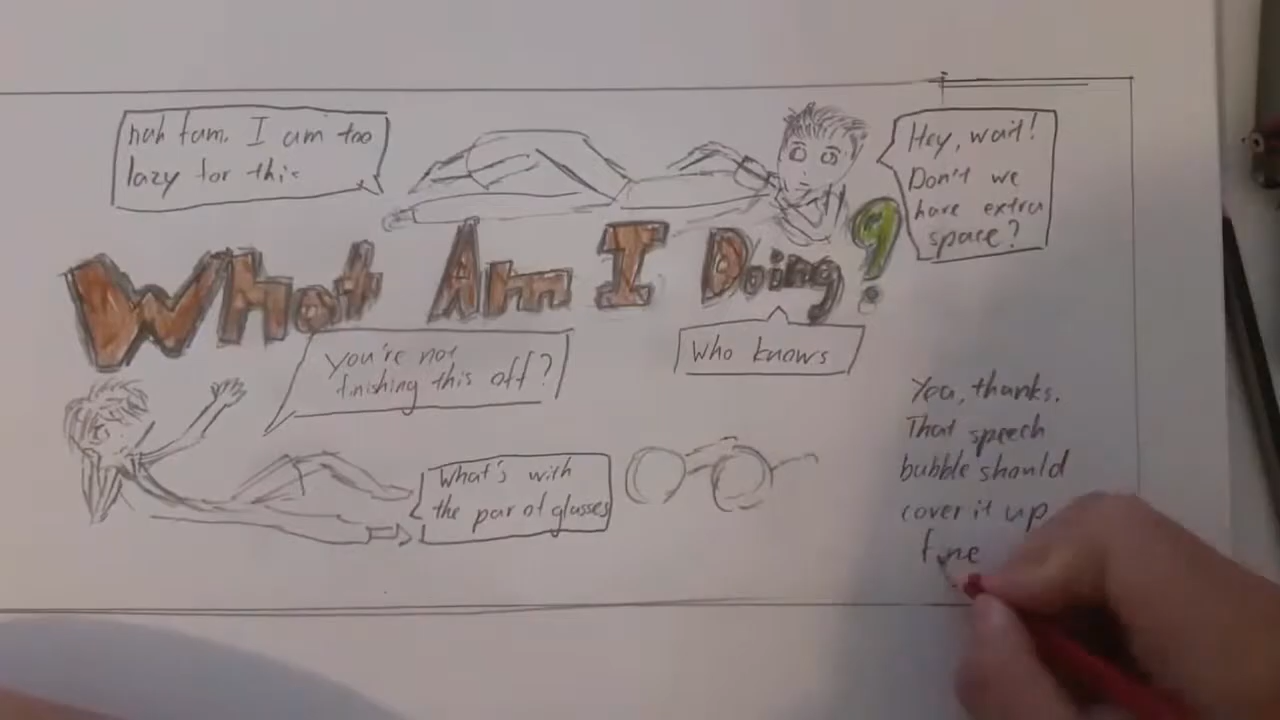 nah fam. I am too
lazy for this
Hey, wait!
Don't we
have extra
space?
What Am I Doing?
You're not
finishing this off?
Who knows
What's with
the par of glasses
Yea, thanks.
That speech
bubble should
cover it up
fine